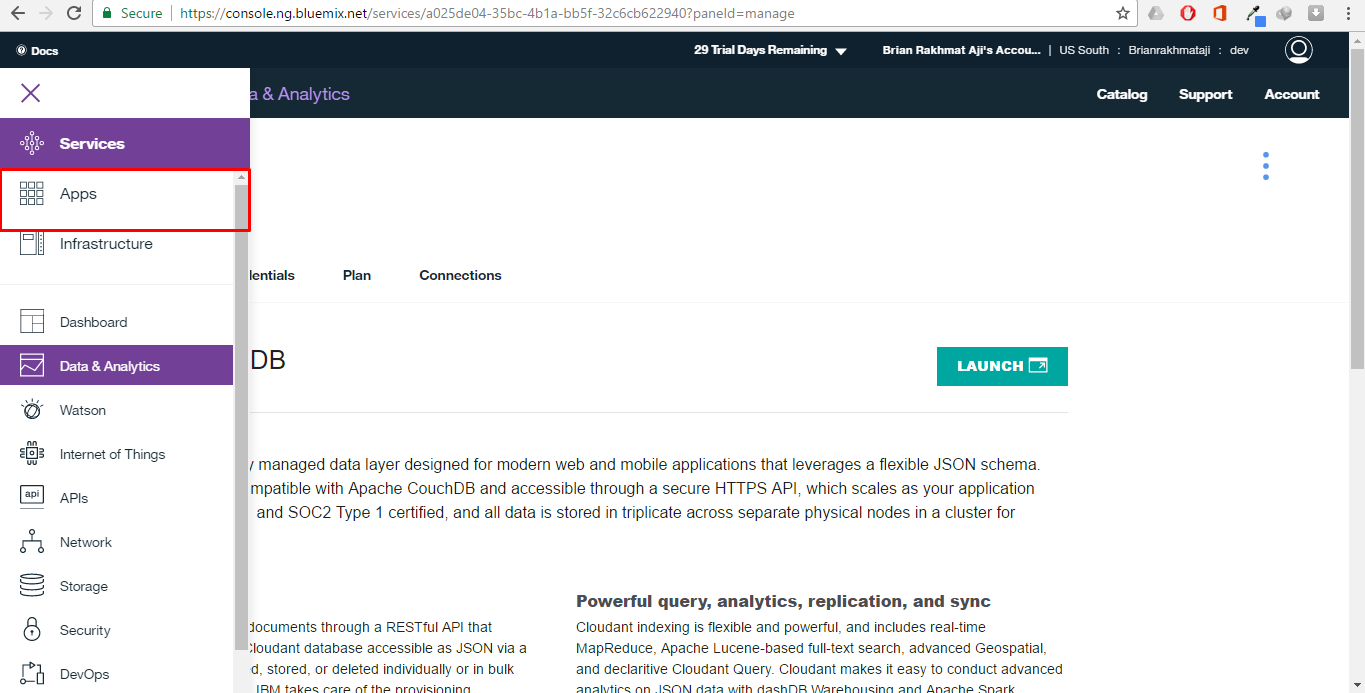 Secure
https://console.ng.bluemix.net/services/a025de04-35bc-4b1a-bb5f-32c6cb622940?paneId=manage
Docs
29 Trial Days Remaining
Brian Rakhmat Aji's Accou... | US South : Brianrakhmataji : dev
a & Analytics
Catalog
Support
Account
Services
Apps
Infrastructure
Dashboard
Data & Analytics
Watson
Internet of Things
api
APIs
Network
Storage
Security
DevOps
lentials
Plan
Connections
DB
LAUNCH
y managed data layer designed for modern web and mobile applications that leverages a flexible JSON schema.
mpatible with Apache CouchDB and accessible through a secure HTTPS API, which scales as your application
and SOC2 Type 1 certified, and all data is stored in triplicate across separate physical nodes in a cluster for
documents through a RESTful API that
Cloudant database accessible as JSON via a
d, stored, or deleted individually or in bulk
IBM takes care of the provisioning
Powerful query, analytics, replication, and sync
Cloudant indexing is flexible and powerful, and includes real-time
MapReduce, Apache Lucene-based full-text search, advanced Geospatial,
and declaritive Cloudant Query. Cloudant makes it easy to conduct advanced
analytics on JSON data with dashDB Warehousing and Apache Spark